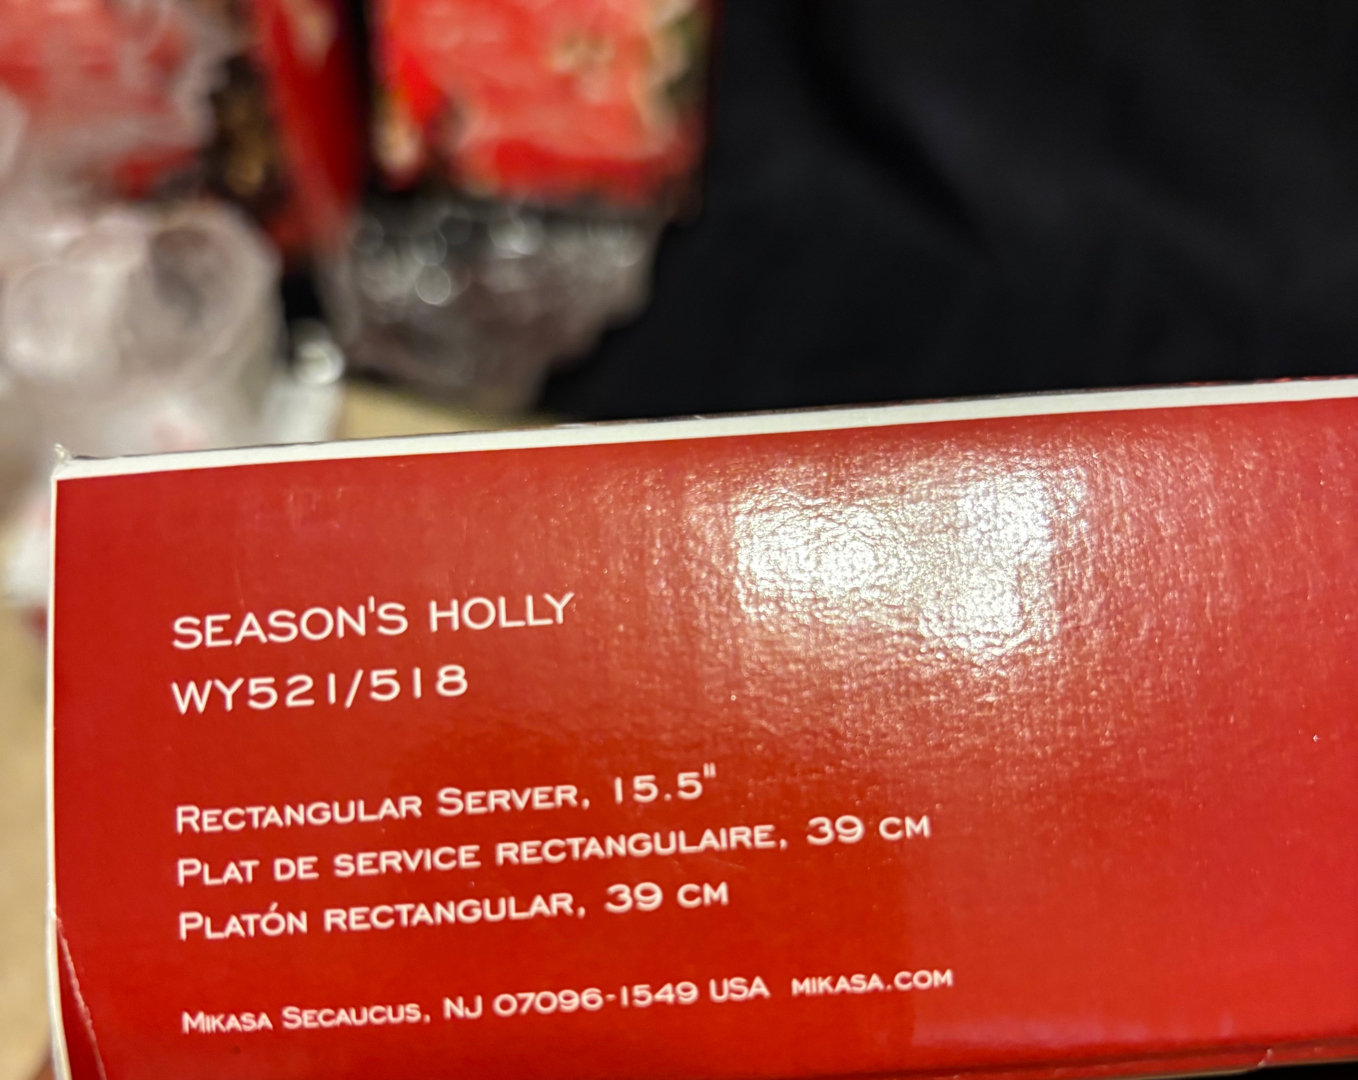 SEASON'S HOLLY
WY521/518
RECTANGULAR SERVER, 15.5"
PLAT DE SERVICE RECTANGULAIRE, 39 CM
PLATÓN RECTANGULAR, 39 CM
MIKASA SECAUCUS, NJ 07096-1549 USA MIKASA.COM